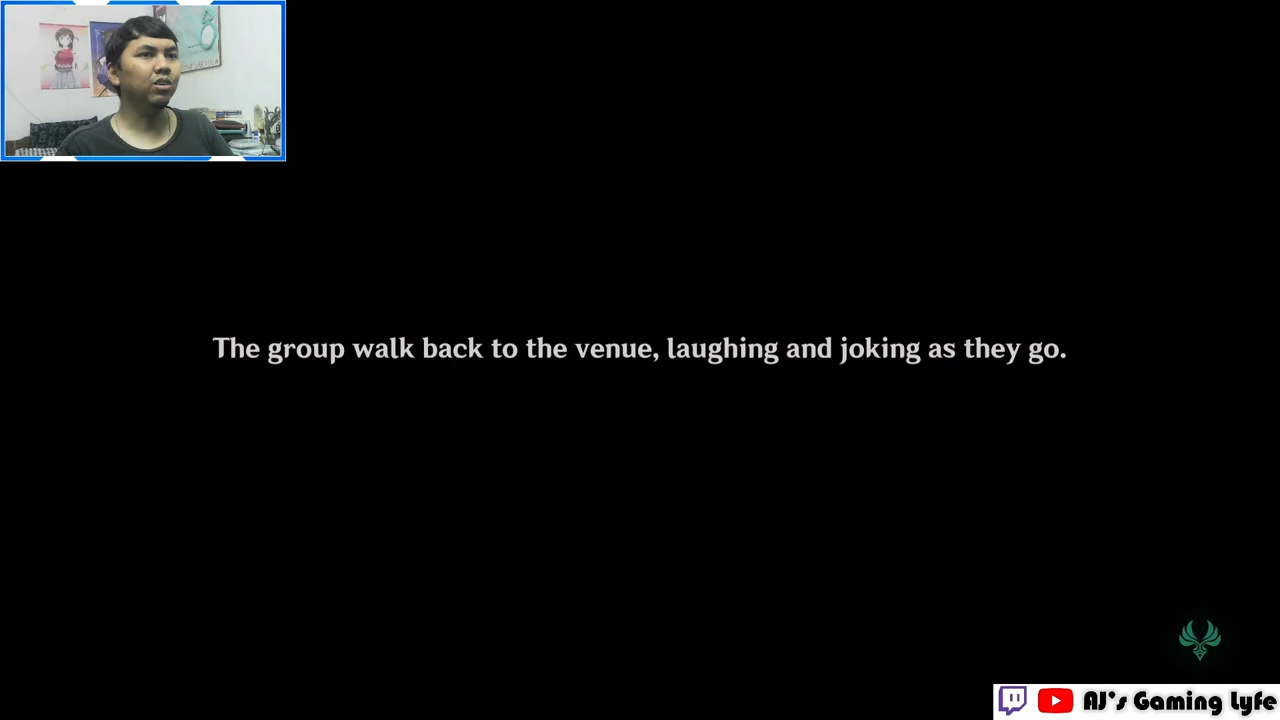 The group walk back to the venue, laughing and joking as they go.
AJ's Gaming Lyfe